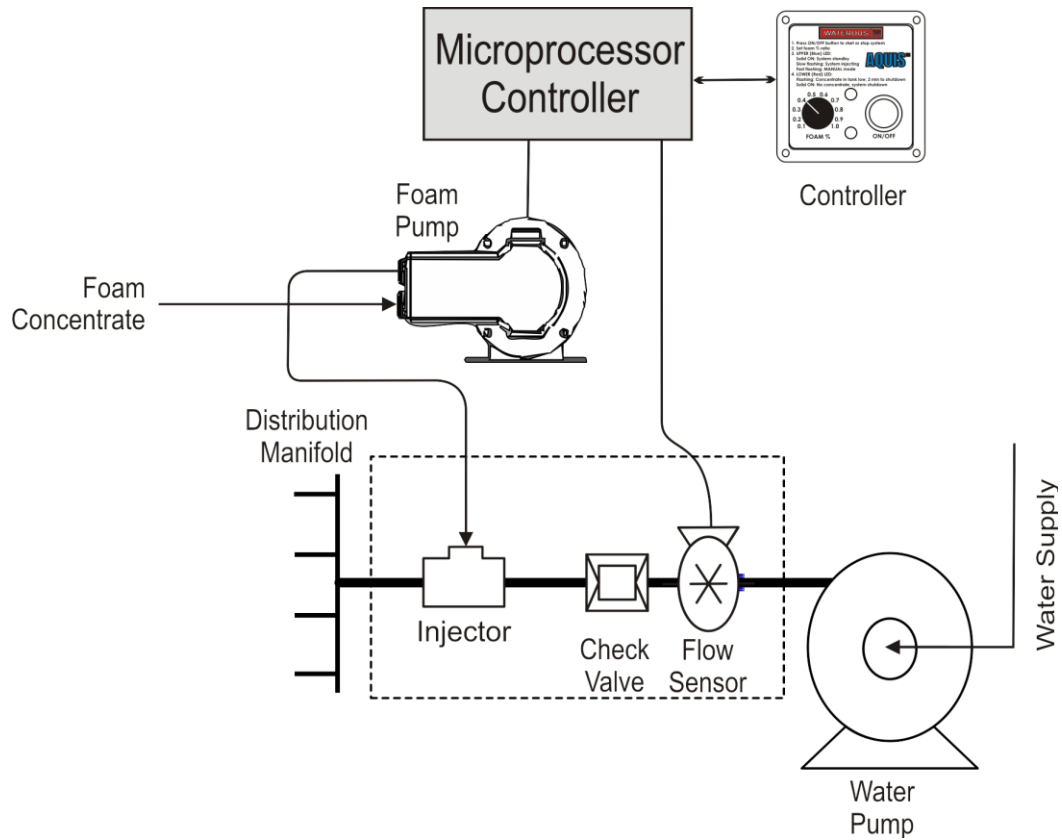 Microprocessor
Controller
WATEROUS
1. Press ON/OFF button to start or stop system
2. Set foam % ratio
3. UPPER (Blue) LED:
Solid ON: System standby
Slow flashing: System injecting
Fast flashing: MANUAL mode
4. LOWER (Red) LED:
Flashing: Concentrate in tank low, 2 min to shutdown
Solid ON: No concentrate, system shutdown
AQUIS
0.5 0.6
0.4 0.7
0.3 0.8
0.2 0.9
0.1 1.0
FOAM %
ON/OFF
Controller
Foam
Pump
Foam
Concentrate
Distribution
Manifold
Injector
Check
Valve
Flow
Sensor
Water Supply
Water
Pump